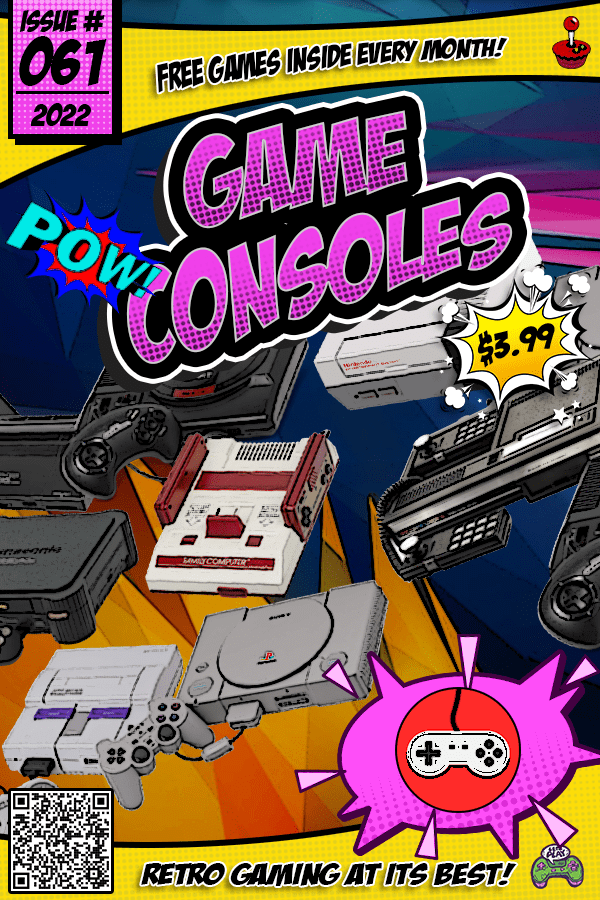 ISSUE #
061
2022
FREE GAMES INSIDE EVERY MONTH!
GAME
CONSOLES
POW!
$3.99
Nintendo
FAMILY COMPUTER
RETRO GAMING AT ITS BEST!